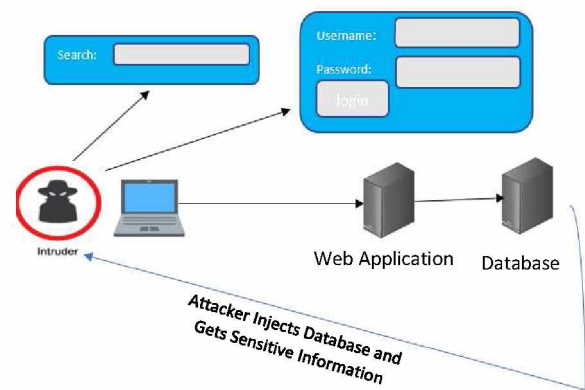 Search:
Username:
Password:
login
Intruder
Web Application
Database
Attacker Injects Database and
Gets Sensitive Information